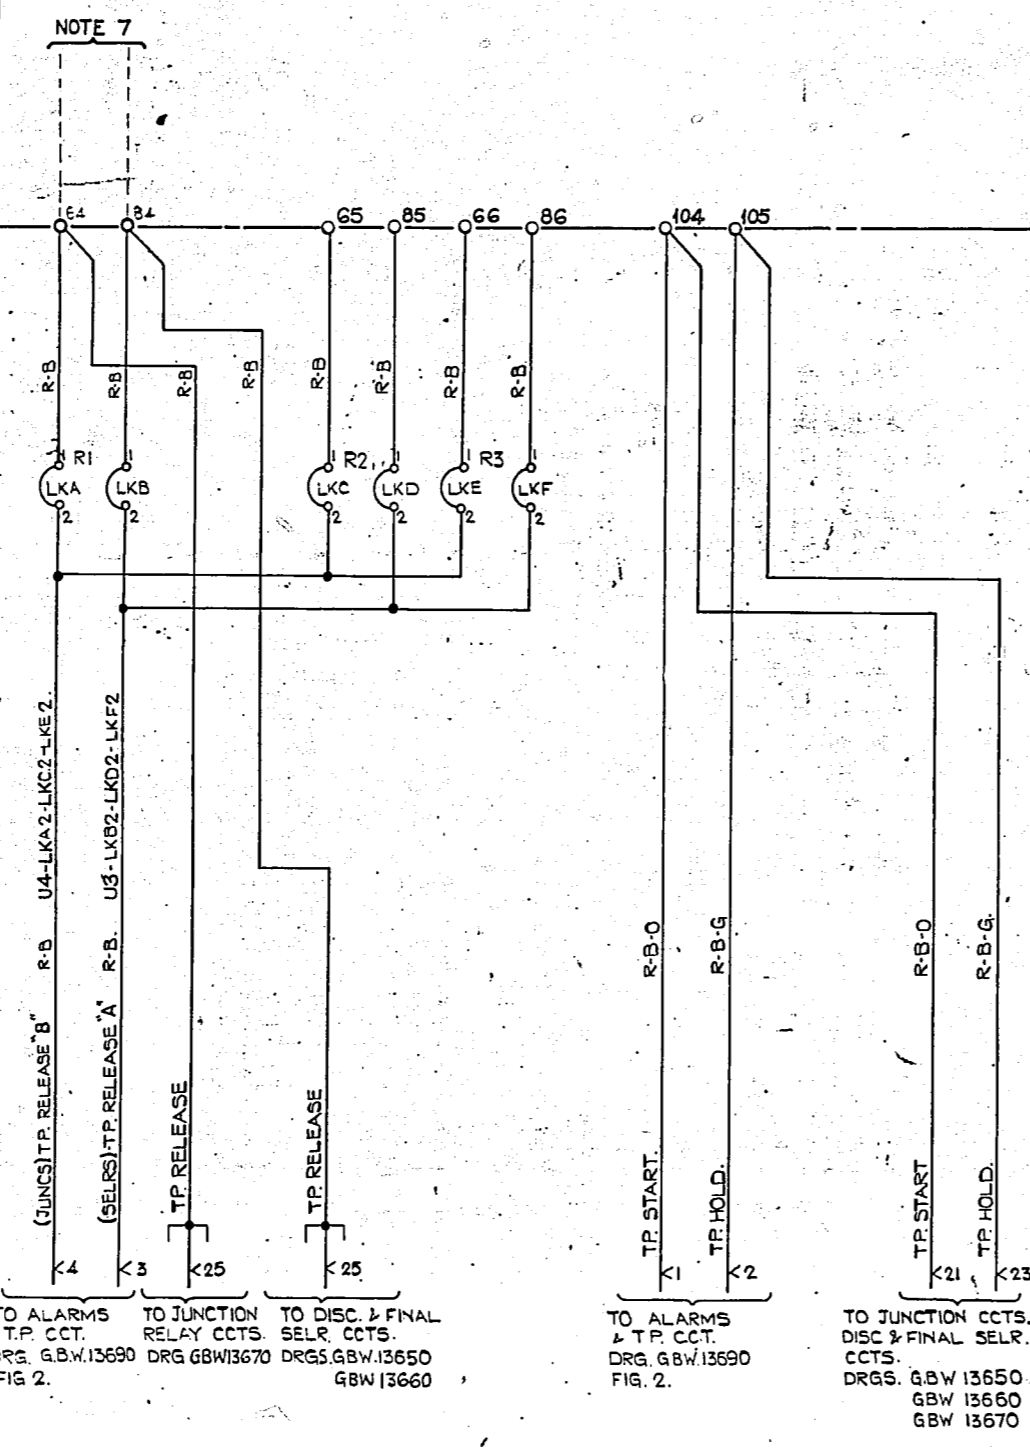 NOTE 7
64 84 65 85 66 86 104 105
R-B R-B R-B R-B R-B R-B R-B R-B
1 R1 1 1 R2 1 1 R3 1
LKA LKB LKC LKD LKE LKF
2 2 2 2 2 2
U4-LKA2-LKC2-LKE2.
R-B
(JUNCS) T.P. RELEASE "B"
U3-LKB2-LKD2-LKF2
R-B.
(SELRS)-T.P. RELEASE "A"
T.P. RELEASE
T.P. RELEASE
R-B-O
T.P. START.
R-B-G
T.P. HOLD.
R-B-O
T.P. START
R-B-G.
T.P. HOLD.
4 3 25 25 1 2 21 23
TO ALARMS
T.P. CCT.
DRG. G.B.W.13690
FIG 2.
TO JUNCTION
RELAY CCTS.
DRG GBW13670
TO DISC. & FINAL
SELR. CCTS.
DRGS. GBW.13650
GBW 13660
TO ALARMS
& T.P. CCT.
DRG. GBW.13690
FIG. 2.
TO JUNCTION CCTS.
DISC & FINAL SELR.
CCTS.
DRGS. G.BW 13650
GBW 13660
GBW 13670